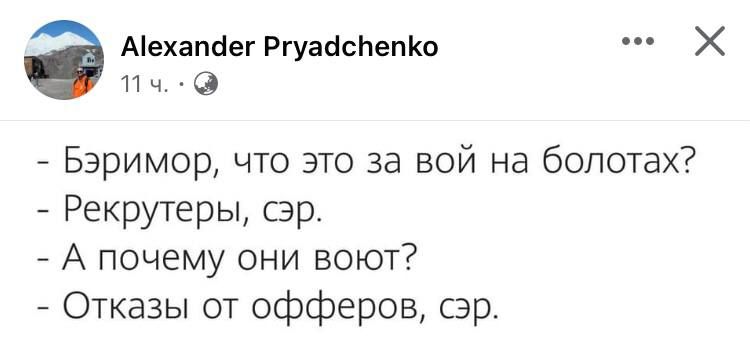 Alexander Pryadchenko
11 ч. ·
- Бэримор, что это за вой на болотах?
- Рекрутеры, сэр.
- А почему они воют?
- Отказы от офферов, сэр.